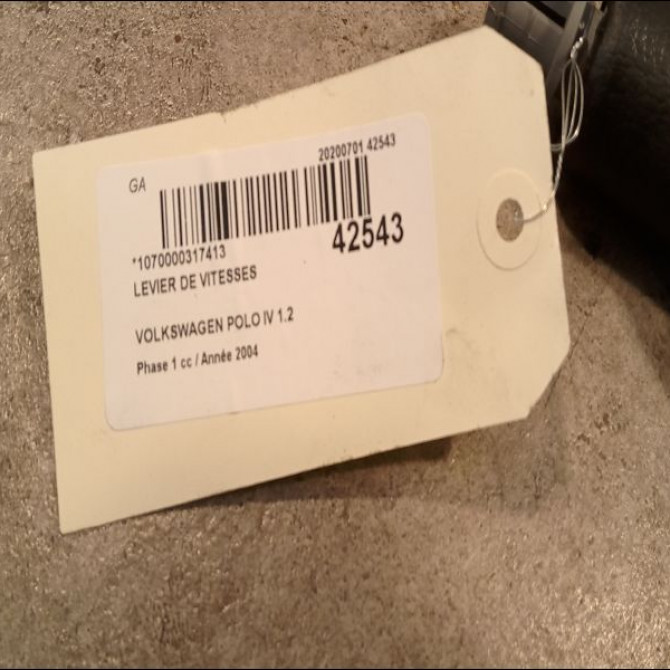 20200701 42543
GA
42543
*1070000317413
LEVIER DE VITESSES
VOLKSWAGEN POLO IV 1.2
Phase 1 cc / Année 2004